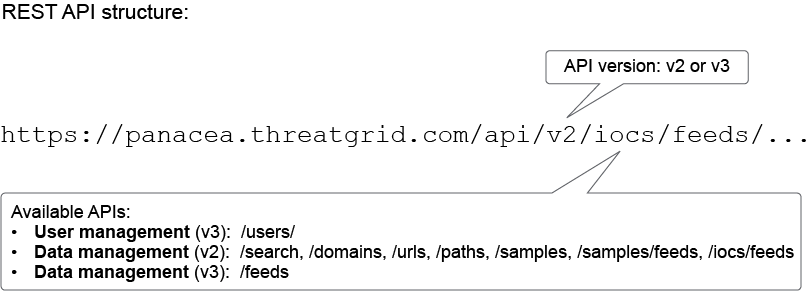 REST API structure:
API version: v2 or v3
https://panacea.threatgrid.com/api/v2/iocs/feeds/...
Available APIs:
• User management (v3): /users/
• Data management (v2): /search, /domains, /urls, /paths, /samples, /samples/feeds, /iocs/feeds
• Data management (v3): /feeds